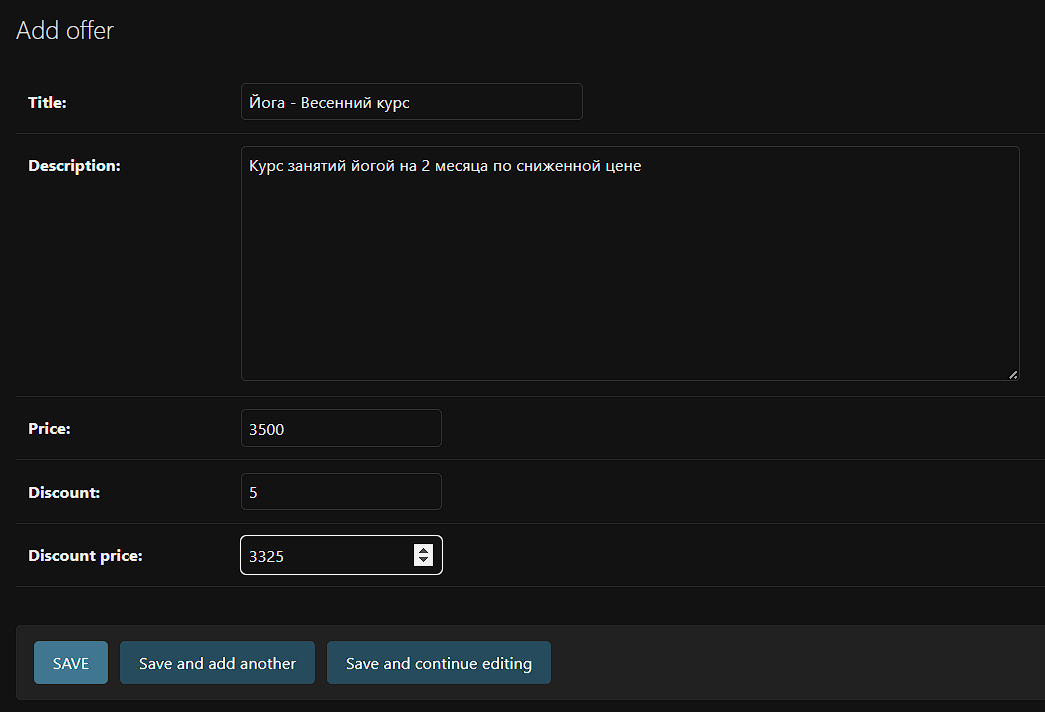 Add offer
Title:
Йога - Весенний курс
Description:
Курс занятий йогой на 2 месяца по сниженной цене
Price:
3500
Discount:
5
Discount price:
3325
SAVE
Save and add another
Save and continue editing